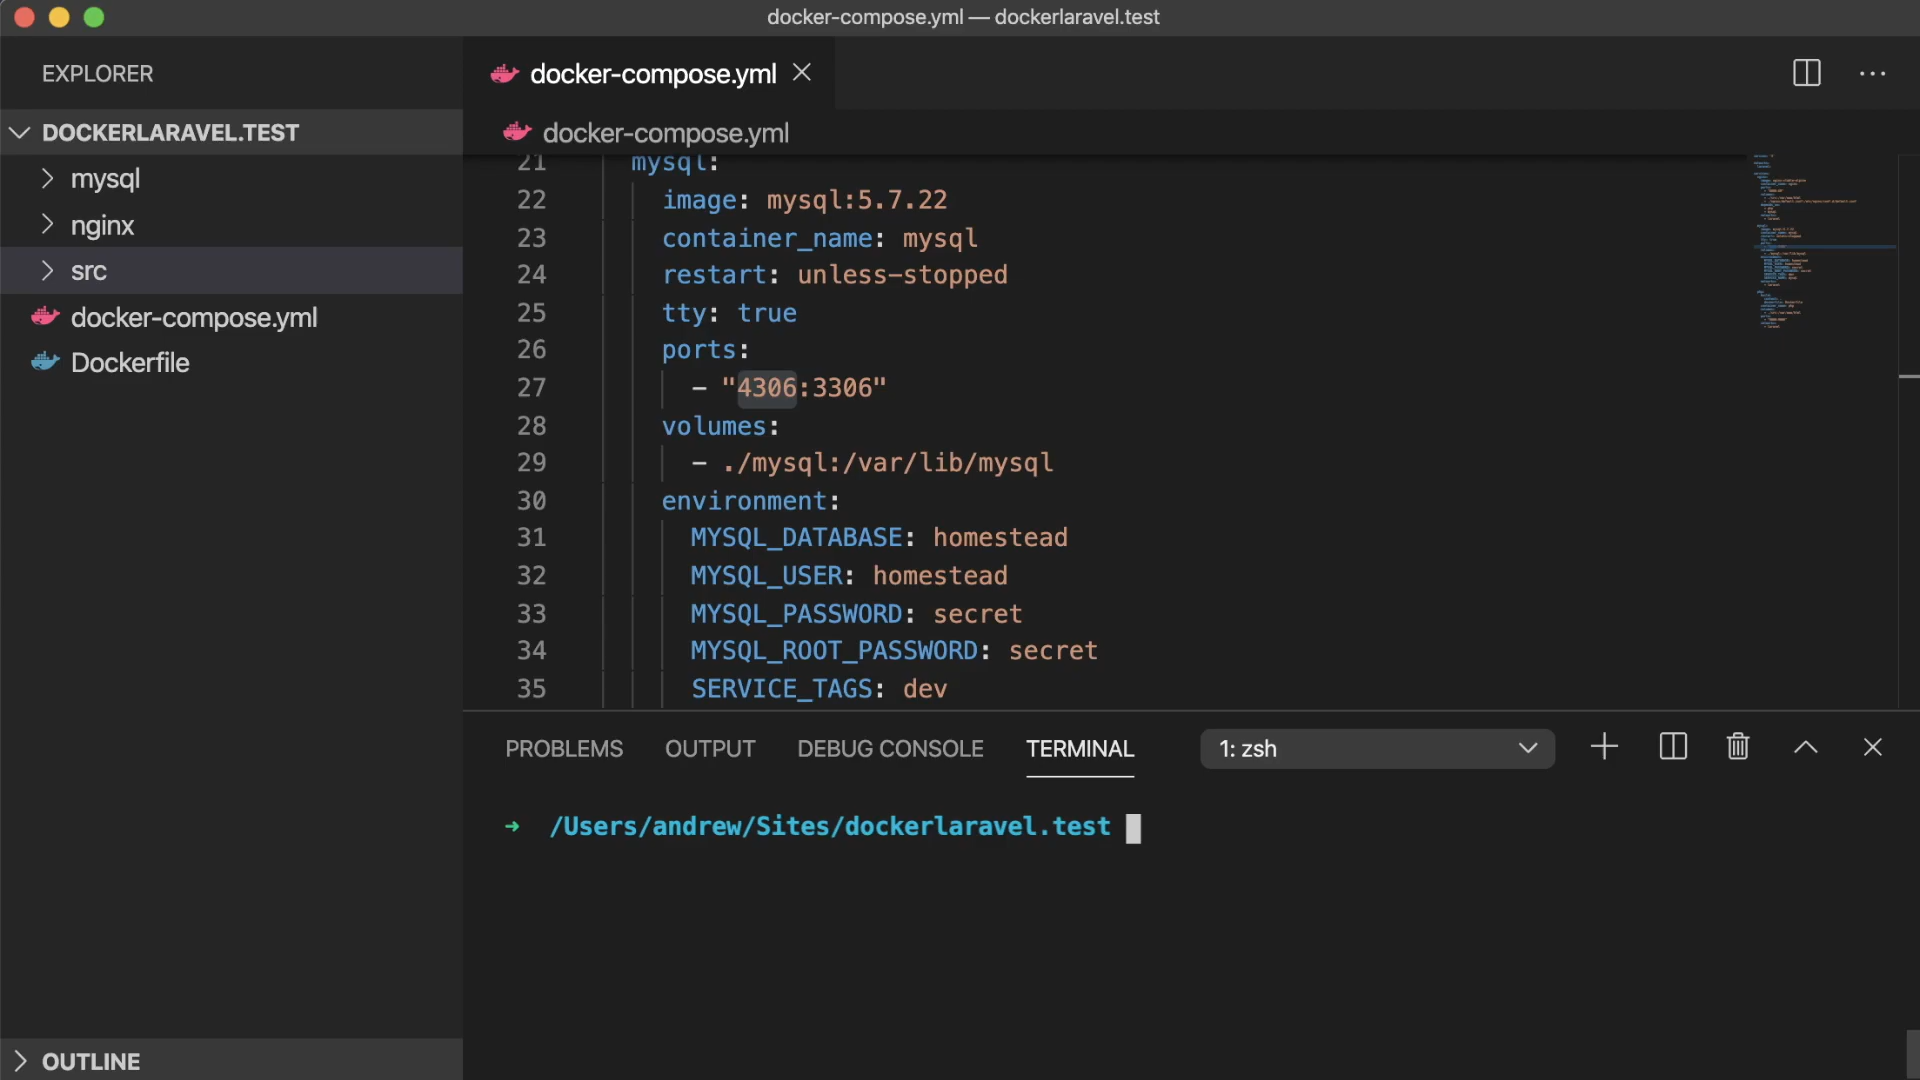 docker-compose.yml — dockerlaravel.test
EXPLORER
DOCKERLARAVEL.TEST
mysql
nginx
src
docker-compose.yml
Dockerfile
OUTLINE
docker-compose.yml
docker-compose.yml
21 mysql:
22 image: mysql:5.7.22
23 container_name: mysql
24 restart: unless-stopped
25 tty: true
26 ports:
27 - "4306:3306"
28 volumes:
29 - ./mysql:/var/lib/mysql
30 environment:
31 MYSQL_DATABASE: homestead
32 MYSQL_USER: homestead
33 MYSQL_PASSWORD: secret
34 MYSQL_ROOT_PASSWORD: secret
35 SERVICE_TAGS: dev
PROBLEMS OUTPUT DEBUG CONSOLE TERMINAL 1: zsh
➜ /Users/andrew/Sites/dockerlaravel.test